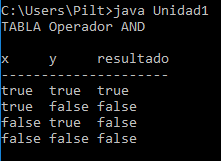 C:\Users\Pilt>java Unidad1
TABLA Operador AND
x y resultado
---------------------
true true true
true false false
false true false
false false false